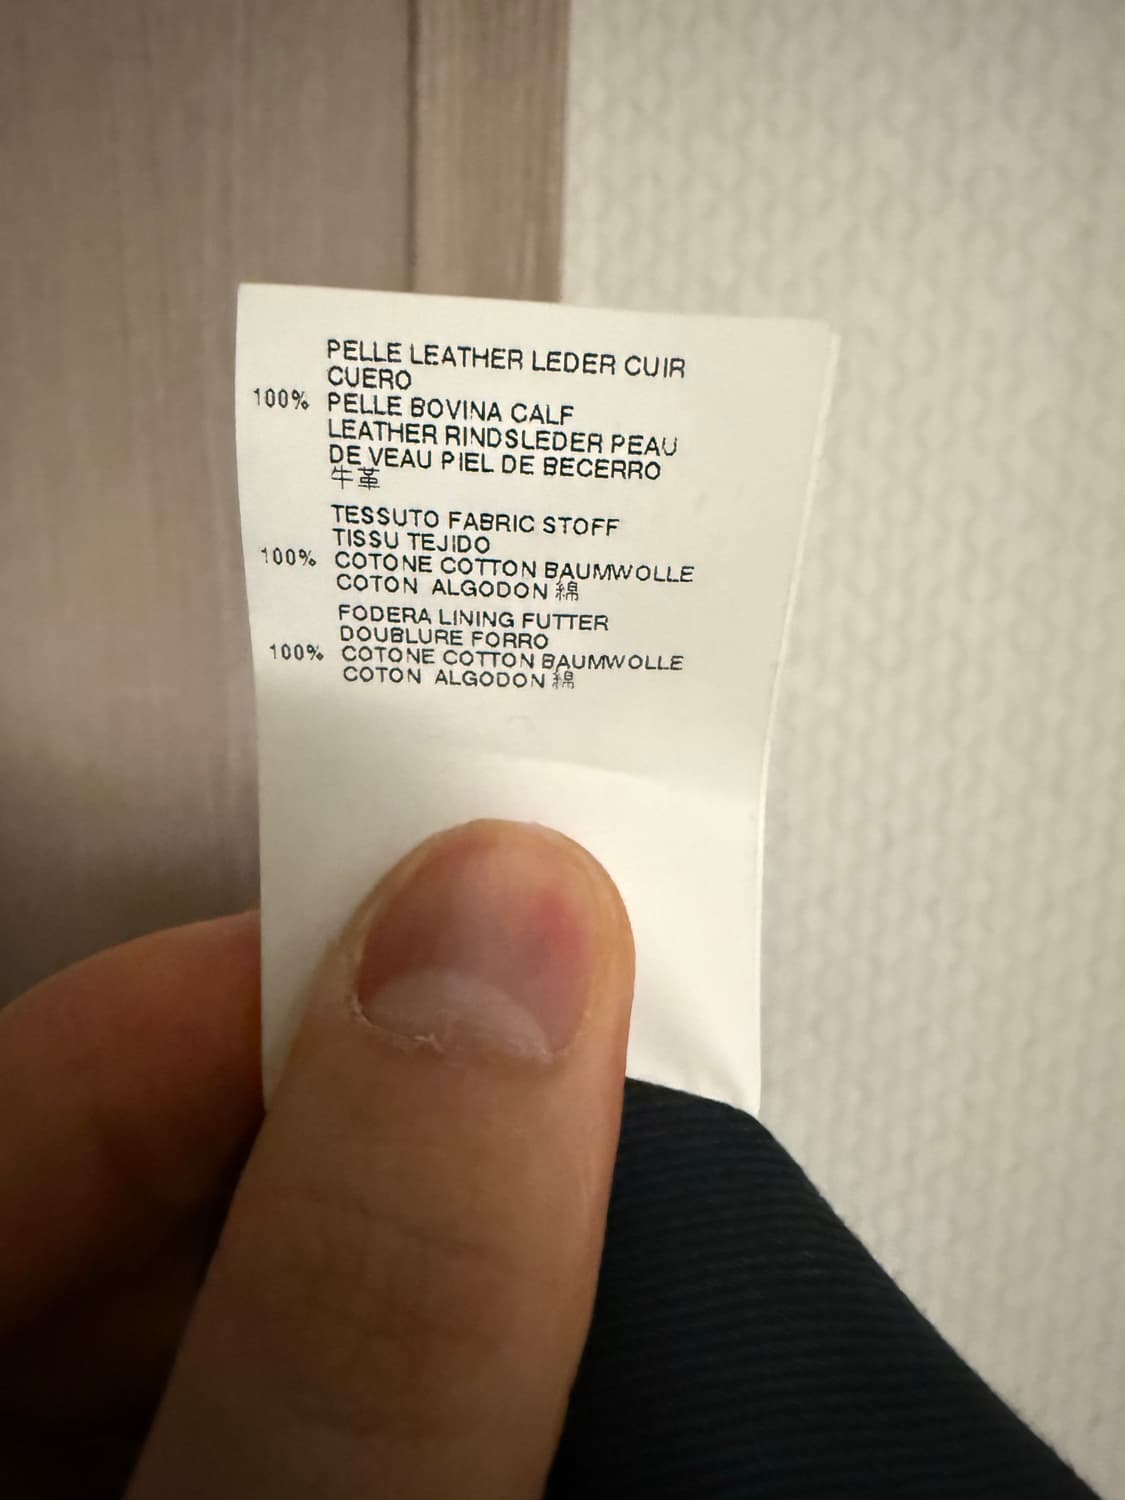 PELLE LEATHER LEDER CUIR
CUERO
100% PELLE BOVINA CALF
LEATHER RINDSLEDER PEAU
DE VEAU PIEL DE BECERRO
牛革
TESSUTO FABRIC STOFF
TISSU TEJIDO
100% COTONE COTTON BAUMWOLLE
COTON ALGODON 綿
FODERA LINING FUTTER
DOUBLURE FORRO
100% COTONE COTTON BAUMWOLLE
COTON ALGODON 綿